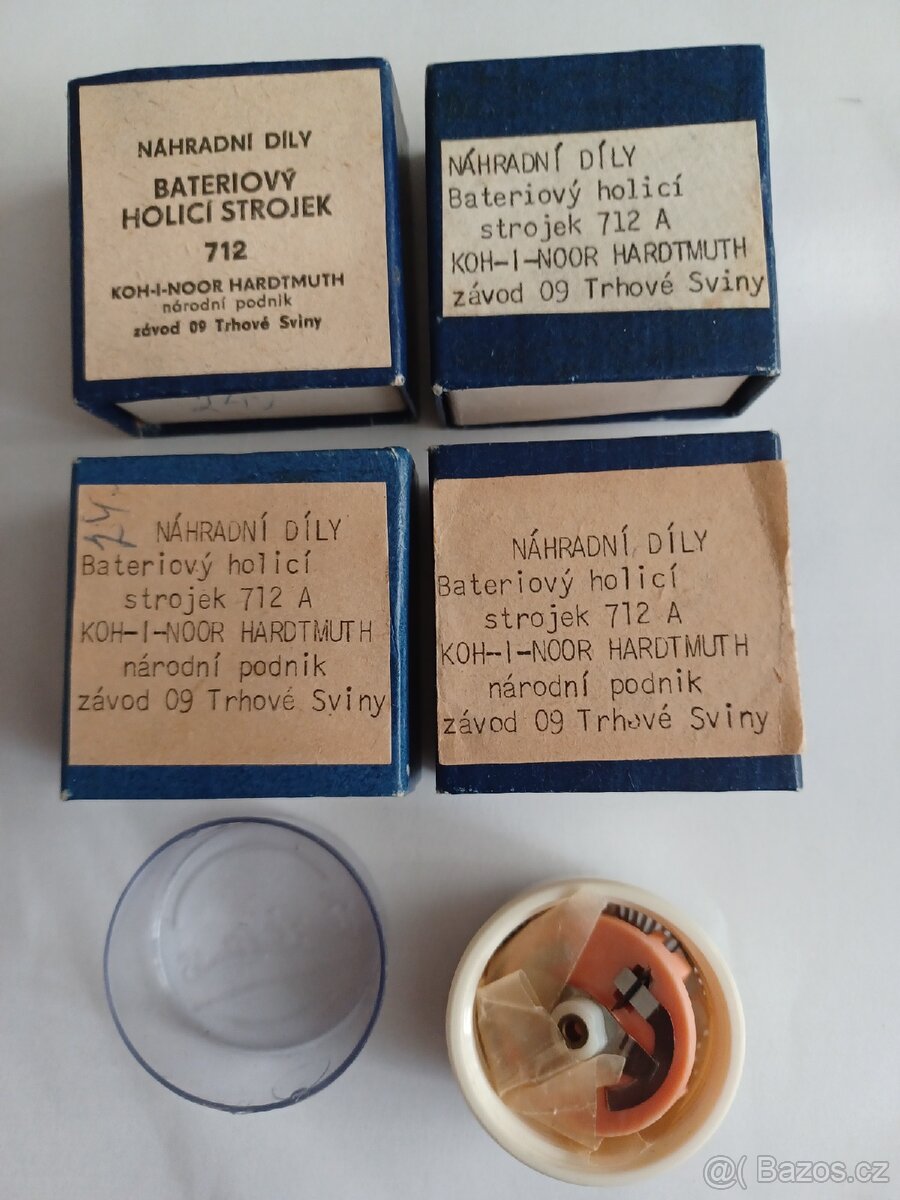 NÁHRADNÍ DÍLY
BATERIOVÝ
HOLICÍ STROJEK
712
KOH-I-NOOR HARDTMUTH
národní podnik
závod 09 Trhové Sviny
NÁHRADNÍ DÍLY
Bateriový holicí
strojek 712 A
KOH-I-NOOR HARDTMUTH
závod 09 Trhové Sviny
24.
NÁHRADNÍ DÍLY
Bateriový holicí
strojek 712 A
KOH-I-NOOR HARDTMUTH
národní podnik
závod 09 Trhové Sviny
NÁHRADNÍ DÍLY
Bateriový holicí
strojek 712 A
KOH-I-NOOR HARDTMUTH
národní podnik
závod 09 Trhové Sviny
@( Bazos.cz